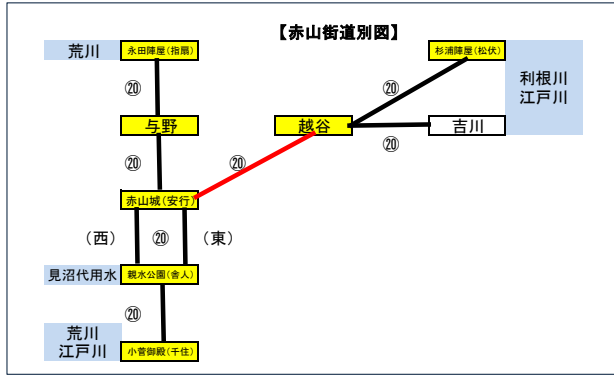 【赤山街道別図】
荒川
永田陣屋(指扇)
杉浦陣屋(松伏)
利根川
江戸川
⑳
⑳
与野
越谷
吉川
⑳
⑳
⑳
赤山城(安行)
(西)
⑳
(東)
見沼代用水
親水公園(舎人)
⑳
荒川
江戸川
小菅御殿(千住)